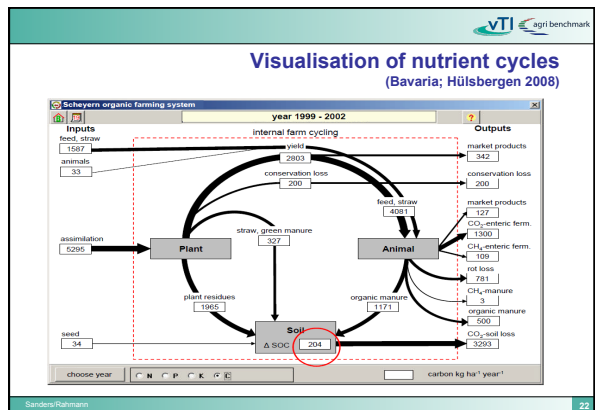 vTI agri benchmark
Visualisation of nutrient cycles
(Bavaria; Hülsbergen 2008)
Scheyern organic farming system
year 1999 - 2002
?
Inputs
internal farm cycling
Outputs
feed, straw
1587
yield
2803
market products
342
animals
33
conservation loss
200
conservation loss
200
feed, straw
4081
market products
127
CO₂-enteric ferm.
1300
straw, green manure
327
assimilation
5295
Plant
Animal
CH₄-enteric ferm.
109
rot loss
781
plant residues
1965
organic manure
1171
CH₄-manure
3
organic manure
500
seed
34
Soil
Δ SOC 204
CO₂-soil loss
3293
choose year
N P K C
carbon kg ha⁻¹ year⁻¹
Sanders/Rahmann
22